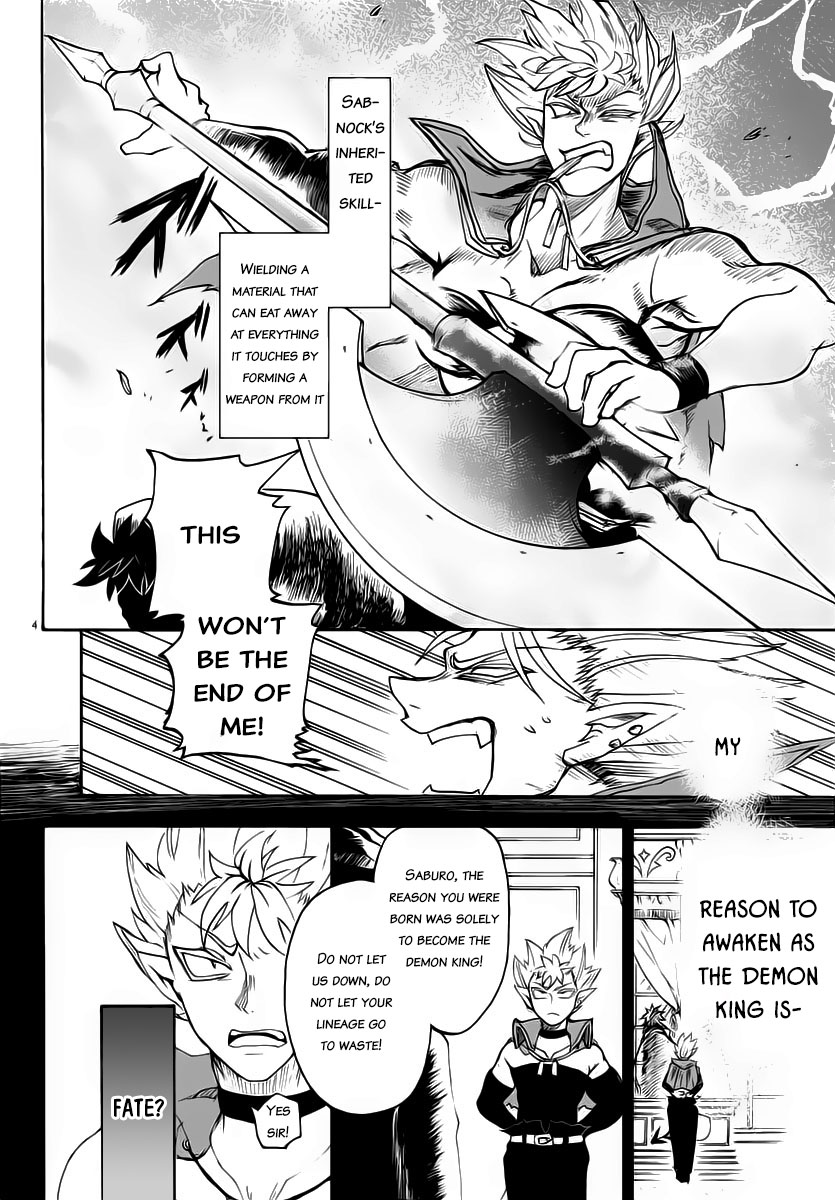 SAB-
NOCK'S
INHERI-
TED
SKILL-
WIELDING A
MATERIAL THAT
CAN EAT AWAY
AT EVERYTHING
IT TOUCHES BY
FORMING A
WEAPON FROM IT
THIS
WON'T
BE THE
END OF
ME!
4
MY
REASON TO
AWAKEN AS
THE DEMON
KING IS-
SABURO, THE
REASON YOU WERE
BORN WAS SOLELY
TO BECOME THE
DEMON KING!
DO NOT LET
US DOWN, DO
NOT LET YOUR
LINEAGE GO
TO WASTE!
YES
SIR!
FATE?